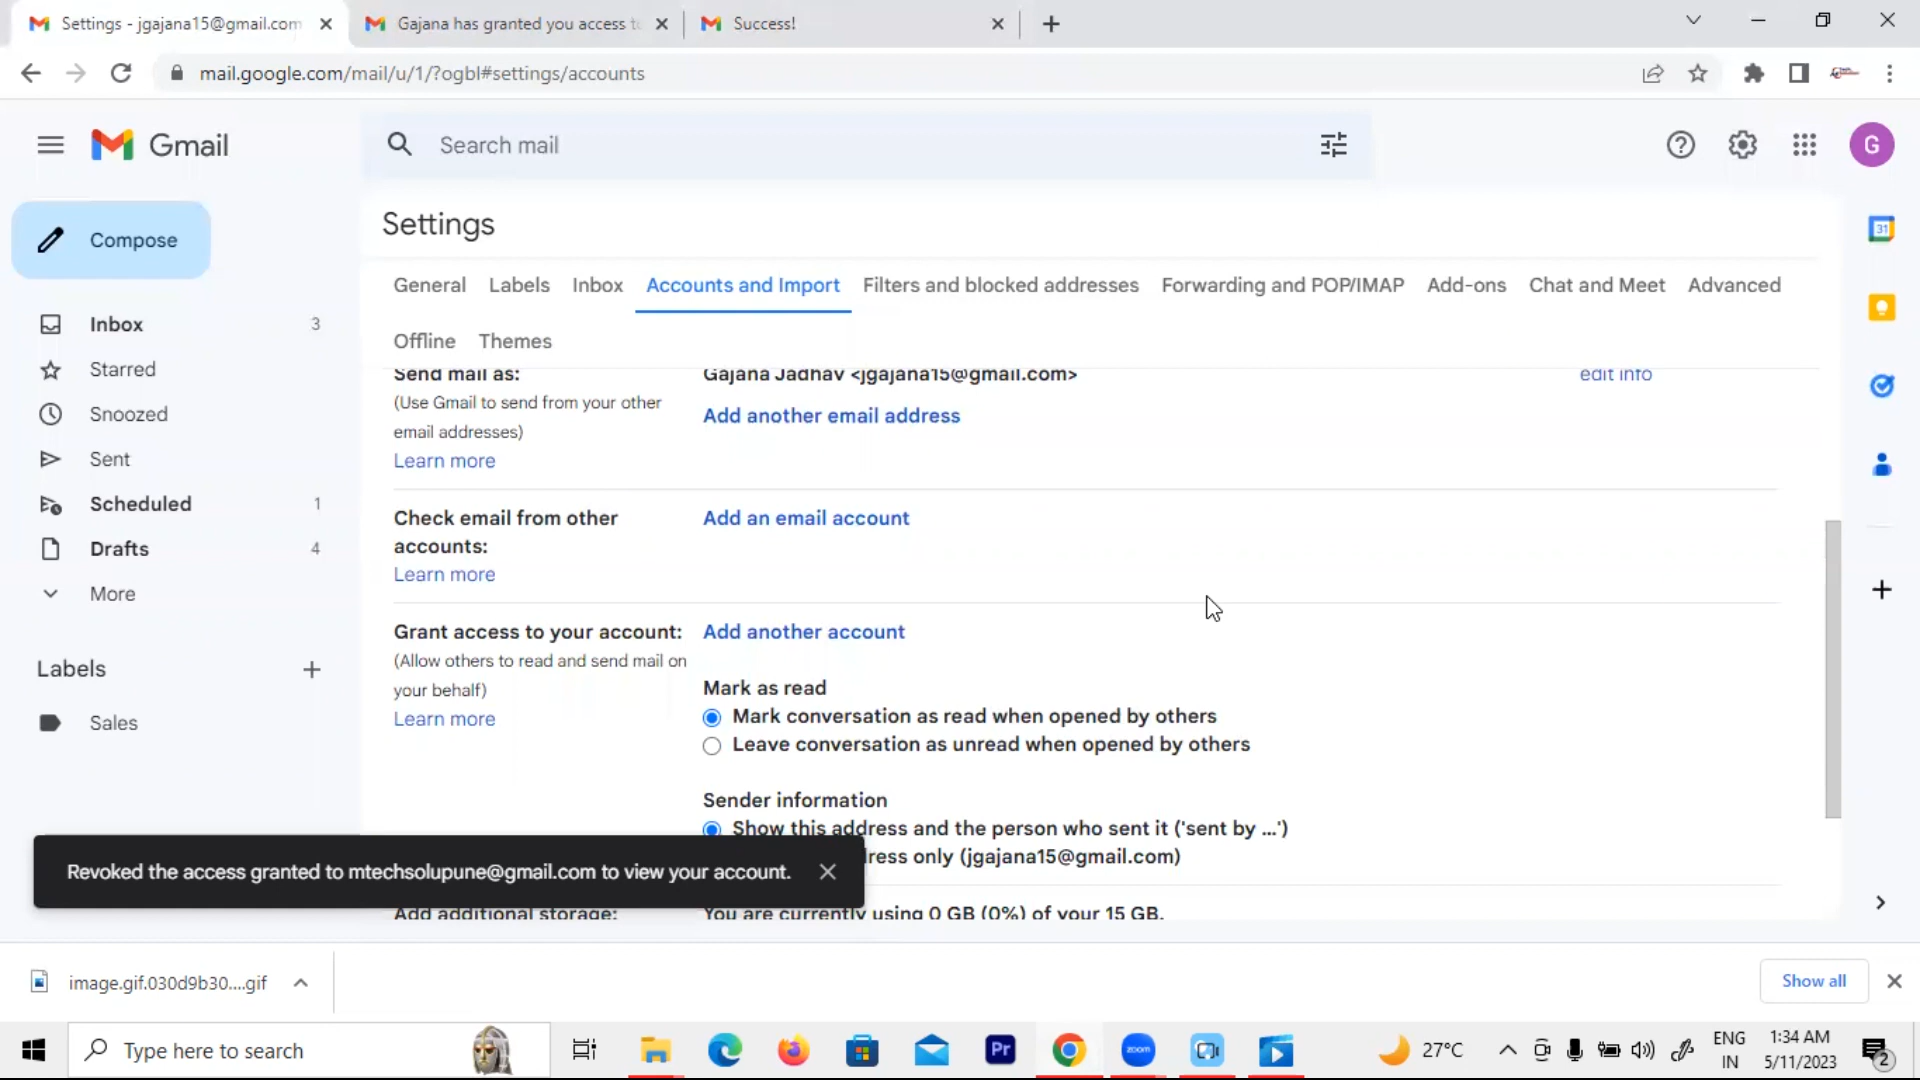 Settings - jgajana15@gmail.com
Gajana has granted you access to
Success!
mail.google.com/mail/u/1/?ogbl#settings/accounts
Gmail
Search mail
G
Compose
Inbox 3
Starred
Snoozed
Sent
Scheduled 1
Drafts 4
More
Labels
Sales
Settings
General Labels Inbox Accounts and Import Filters and blocked addresses Forwarding and POP/IMAP Add-ons Chat and Meet Advanced
Offline Themes
Send mail as: Gajana Jadhav <jgajana15@gmail.com> edit info
(Use Gmail to send from your other Add another email address
email addresses)
Learn more
Check email from other Add an email account
accounts:
Learn more
Grant access to your account: Add another account
(Allow others to read and send mail on
your behalf) Mark as read
Learn more Mark conversation as read when opened by others
Leave conversation as unread when opened by others
Sender information
Show this address and the person who sent it ('sent by ...')
dress only (jgajana15@gmail.com)
Revoked the access granted to mtechsolupune@gmail.com to view your account.
Add additional storage: You are currently using 0 GB (0%) of your 15 GB.
31
image.gif.030d9b30....gif
Show all
Type here to search
Pr
zoom
27°C
ENG
IN
1:34 AM
5/11/2023
2